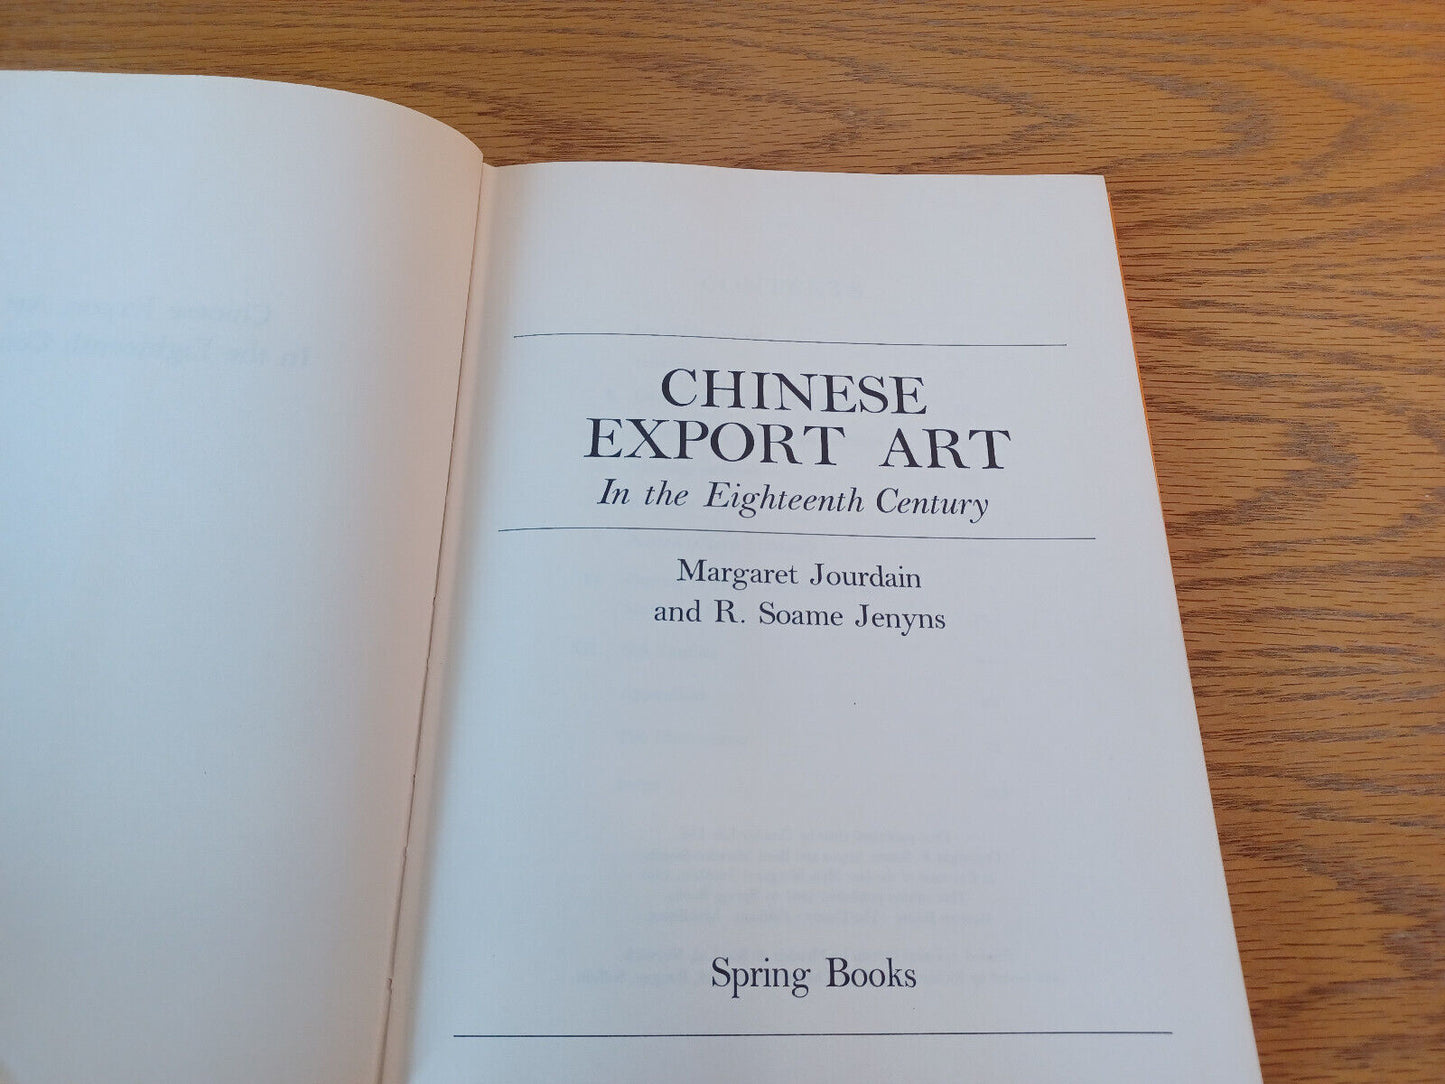 CHINESE
EXPORT ART
In the Eighteenth Century
Margaret Jourdain
and R. Soame Jenyns
Spring Books